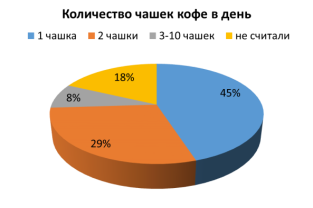 Количество чашек кофе в день
1 чашка 2 чашки 3-10 чашек не считали
18%
45%
8%
29%